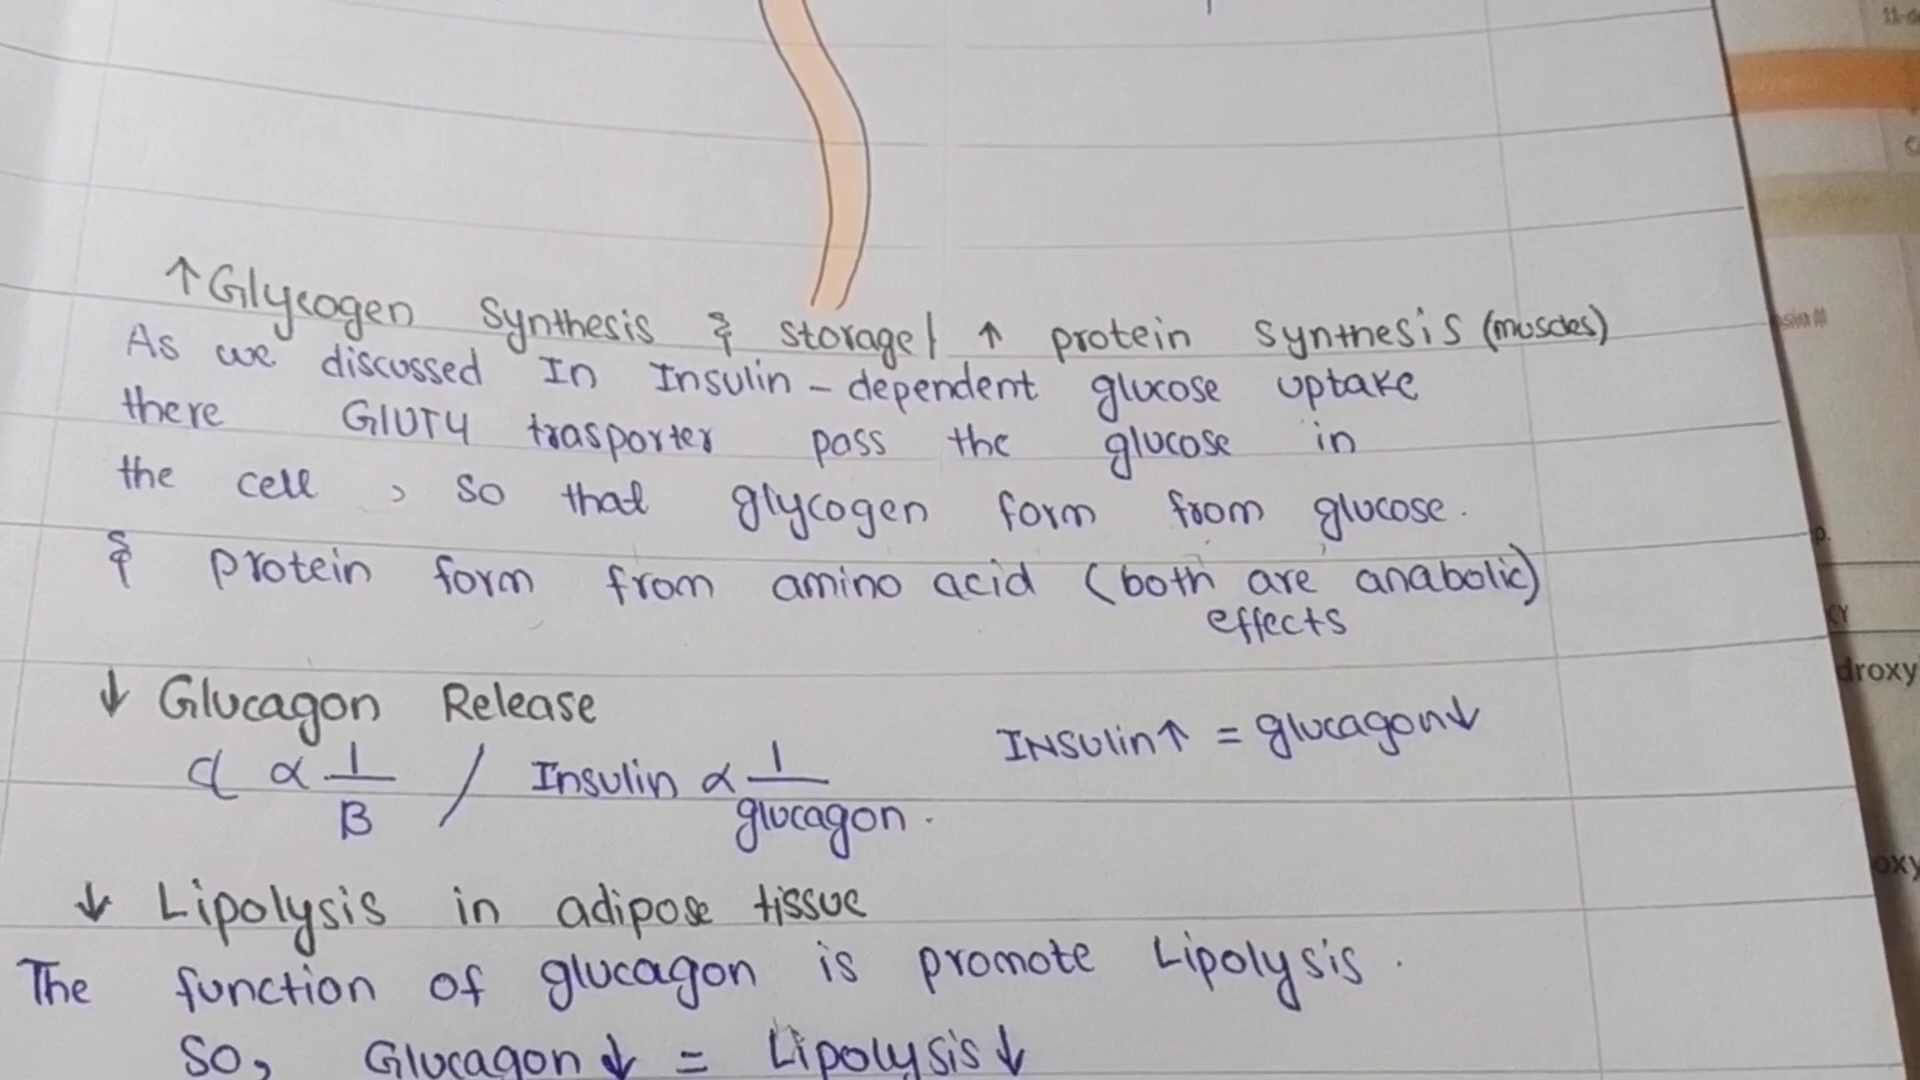 ↑ Glycogen Synthesis & storage | ↑ protein synthesis (muscles)
As we discussed In Insulin - dependent glucose uptake
there GlUT4 trasporter pass the glucose in
the cell, so that glycogen form from glucose.
& protein form from amino acid (both are anabolic)
effects
↓ Glucagon Release
Insulin↑ = glucagon↓
α ∝ 1/B / Insulin ∝ 1/glucagon.
↓ Lipolysis in adipose tissue
The function of glucagon is promote Lipolysis.
So, Glucagon↓ = Lipolysis↓
droxy
oxy